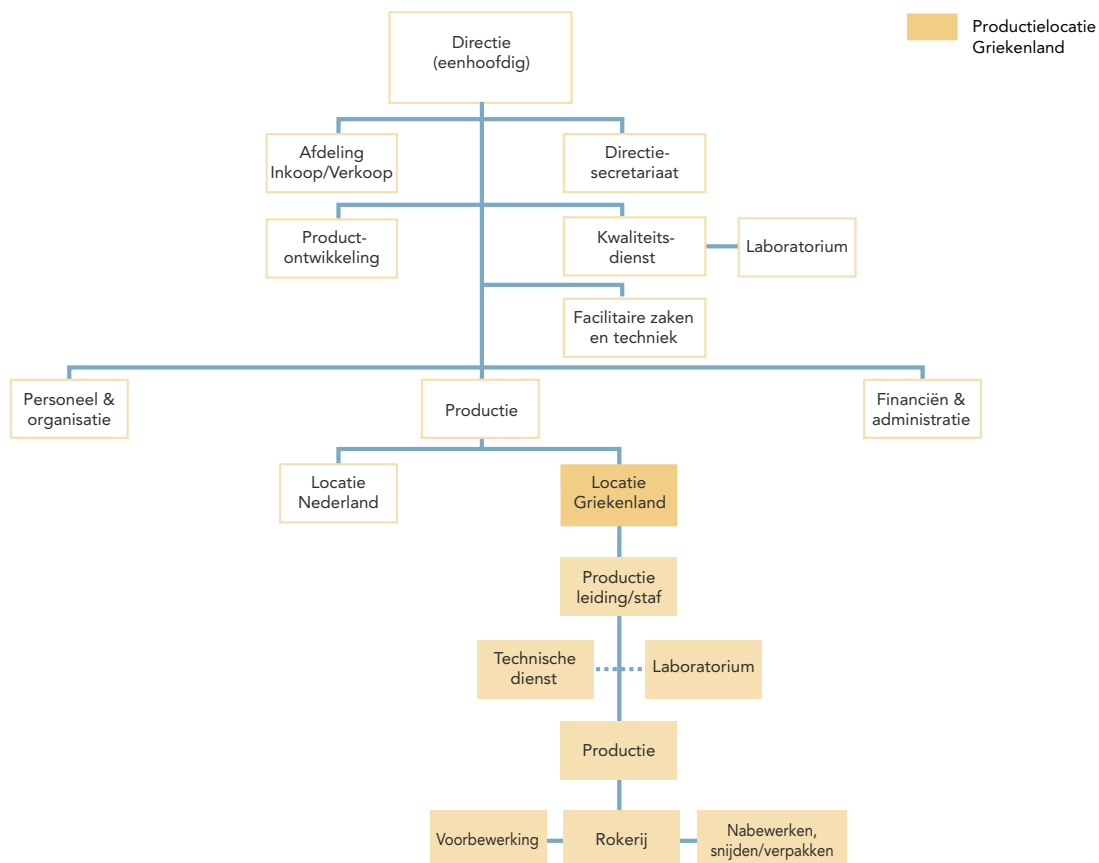 Directie
(eenhoofdig)
Productielocatie
Griekenland
Afdeling
Inkoop/Verkoop
Directie-
secretariaat
Product-
ontwikkeling
Kwaliteits-
dienst
Laboratorium
Facilitaire zaken
en techniek
Personeel &
organisatie
Productie
Financiën &
administratie
Locatie
Nederland
Locatie
Griekenland
Productie
leiding/staf
Technische
dienst
Laboratorium
Productie
Voorbewerking
Rokerij
Nabewerken,
snijden/verpakken